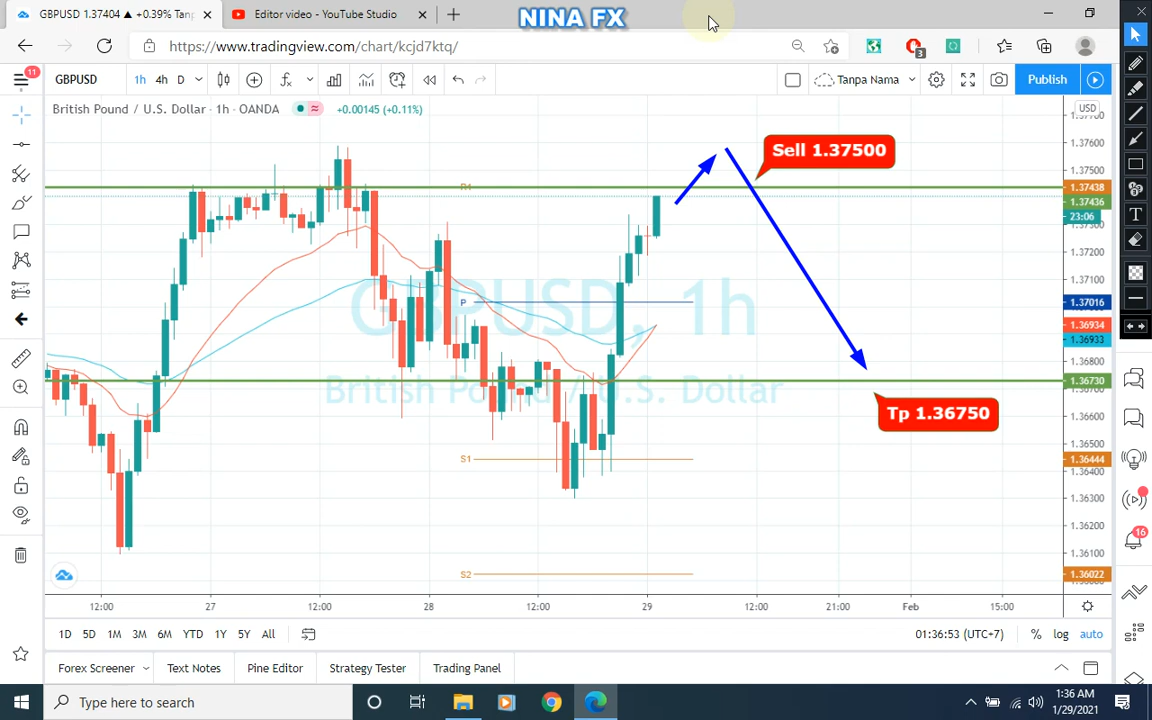 GBPUSD 1.37404 ▲ +0.39% Tanp
Editor video - YouTube Studio
NINA FX
https://www.tradingview.com/chart/kcjd7ktq/
3
11
GBPUSD
1h
4h
D
Tanpa Nama
Publish
British Pound / U.S. Dollar · 1h · OANDA
+0.00145 (+0.11%)
USD
1.37600
1.37500
1.37438
1.37436
23:06
1.37300
1.37200
1.37100
1.37016
1.36934
1.36933
1.36800
1.36730
1.36600
1.36500
1.36444
1.36300
1.36200
1.36100
1.36022
Sell 1.37500
R1
P
GBPUSD, 1h
British Pound / U.S. Dollar
Tp 1.36750
S1
S2
16
12:00
27
12:00
28
12:00
29
12:00
21:00
Feb
15:00
1D
5D
1M
3M
6M
YTD
1Y
5Y
All
01:36:53 (UTC+7)
%
log
auto
Forex Screener
Text Notes
Pine Editor
Strategy Tester
Trading Panel
Type here to search
1:36 AM
1/29/2021